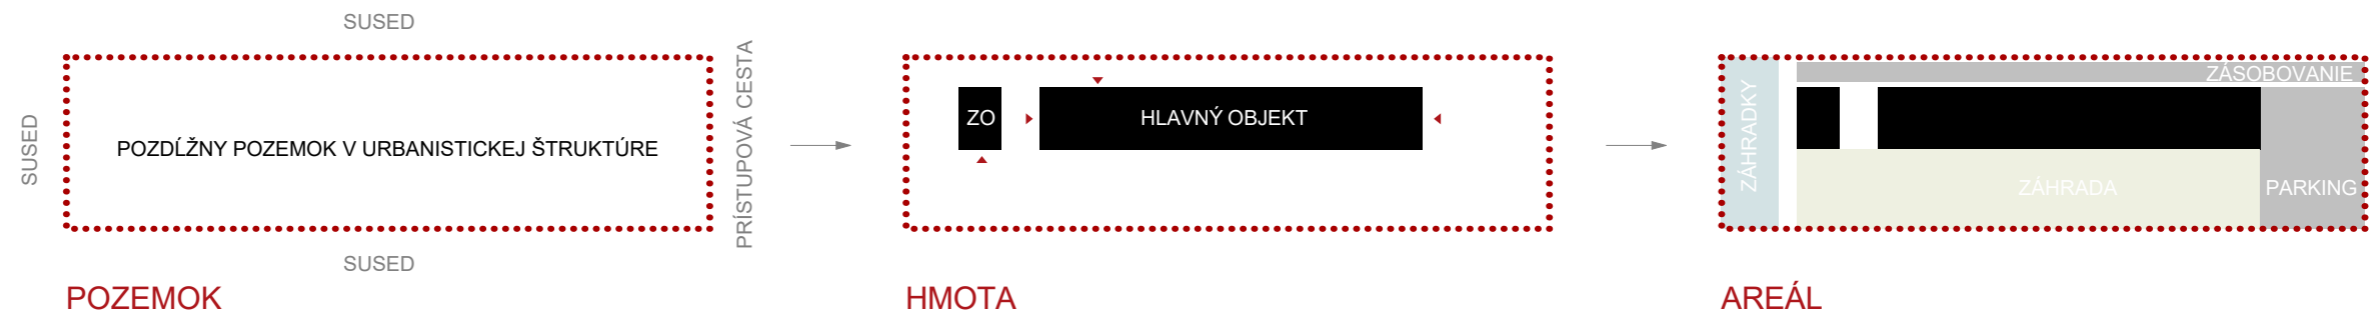 SUSED
SUSED
POZDĹŽNY POZEMOK V URBANISTICKEJ ŠTRUKTÚRE
PRÍSTUPOVÁ CESTA
SUSED
POZEMOK
ZO
HLAVNÝ OBJEKT
HMOTA
ZÁHRADKY
ZÁSOBOVANIE
ZÁHRADA
PARKING
AREÁL